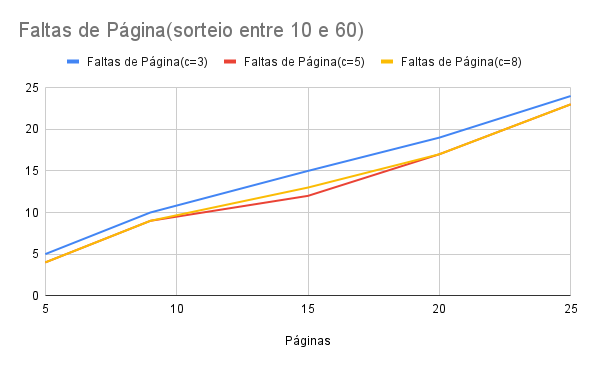 Faltas de Página(sorteio entre 10 e 60)
Faltas de Página(c=3) Faltas de Página(c=5) Faltas de Página(c=8)
25
20
15
10
5
0
5 10 15 20 25
Páginas